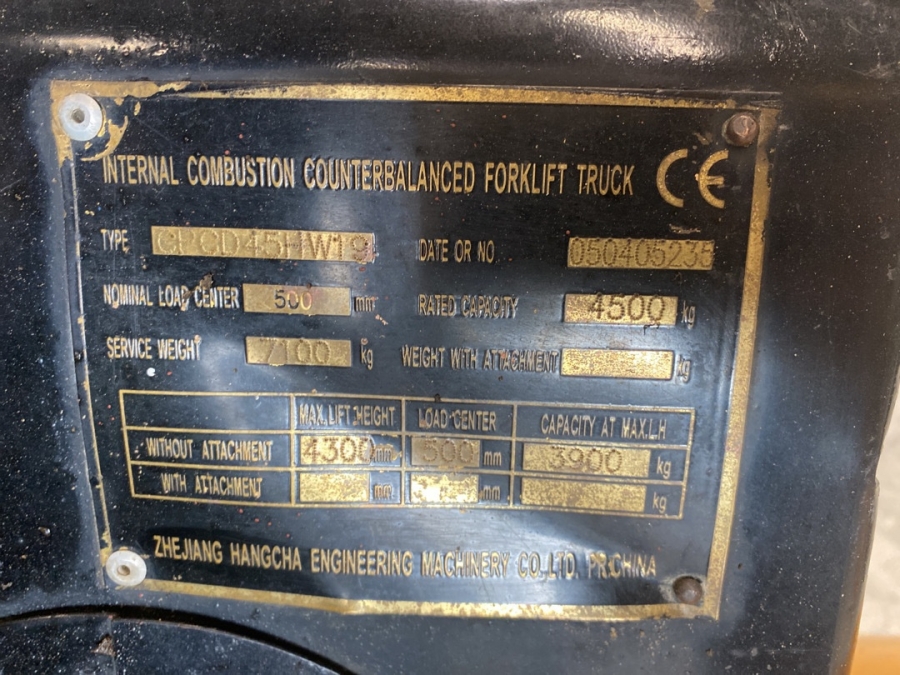 INTERNAL COMBUSTION COUNTERBALANCED FORKLIFT TRUCK CE
TYPE CPCD45HW19 DATE OR NO 050405235
NOMINAL LOAD CENTER 500 mm RATED CAPACITY 4500 kg
SERVICE WEIGHT 7100 kg WEIGHT WITH ATTACHMENT kg
MAX.LIFT HEIGHT LOAD CENTER CAPACITY AT MAX.L.H
WITHOUT ATTACHMENT 4300 mm 500 mm 3900 kg
WITH ATTACHMENT mm mm kg
ZHEJIANG HANGCHA ENGINEERING MACHINERY CO.,LTD. PR.CHINA